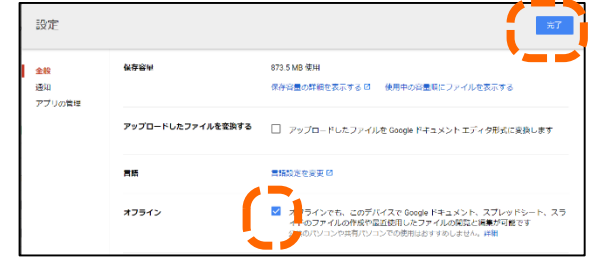 設定
完了
全般
通知
アプリの管理
保存容量
873.5 MB 使用
保存容量の詳細を表示する 使用中の容量順にファイルを表示する
アップロードしたファイルを変換する
アップロードしたファイルを Google ドキュメント エディタ形式に変換します
言語
言語設定を変更
オフライン
オフラインでも、このデバイスで Google ドキュメント、スプレッドシート、スラ
イドのファイルの作成や最近使用したファイルの閲覧と編集が可能です
のパソコンや共有パソコンでの使用はおすすめしません。詳細